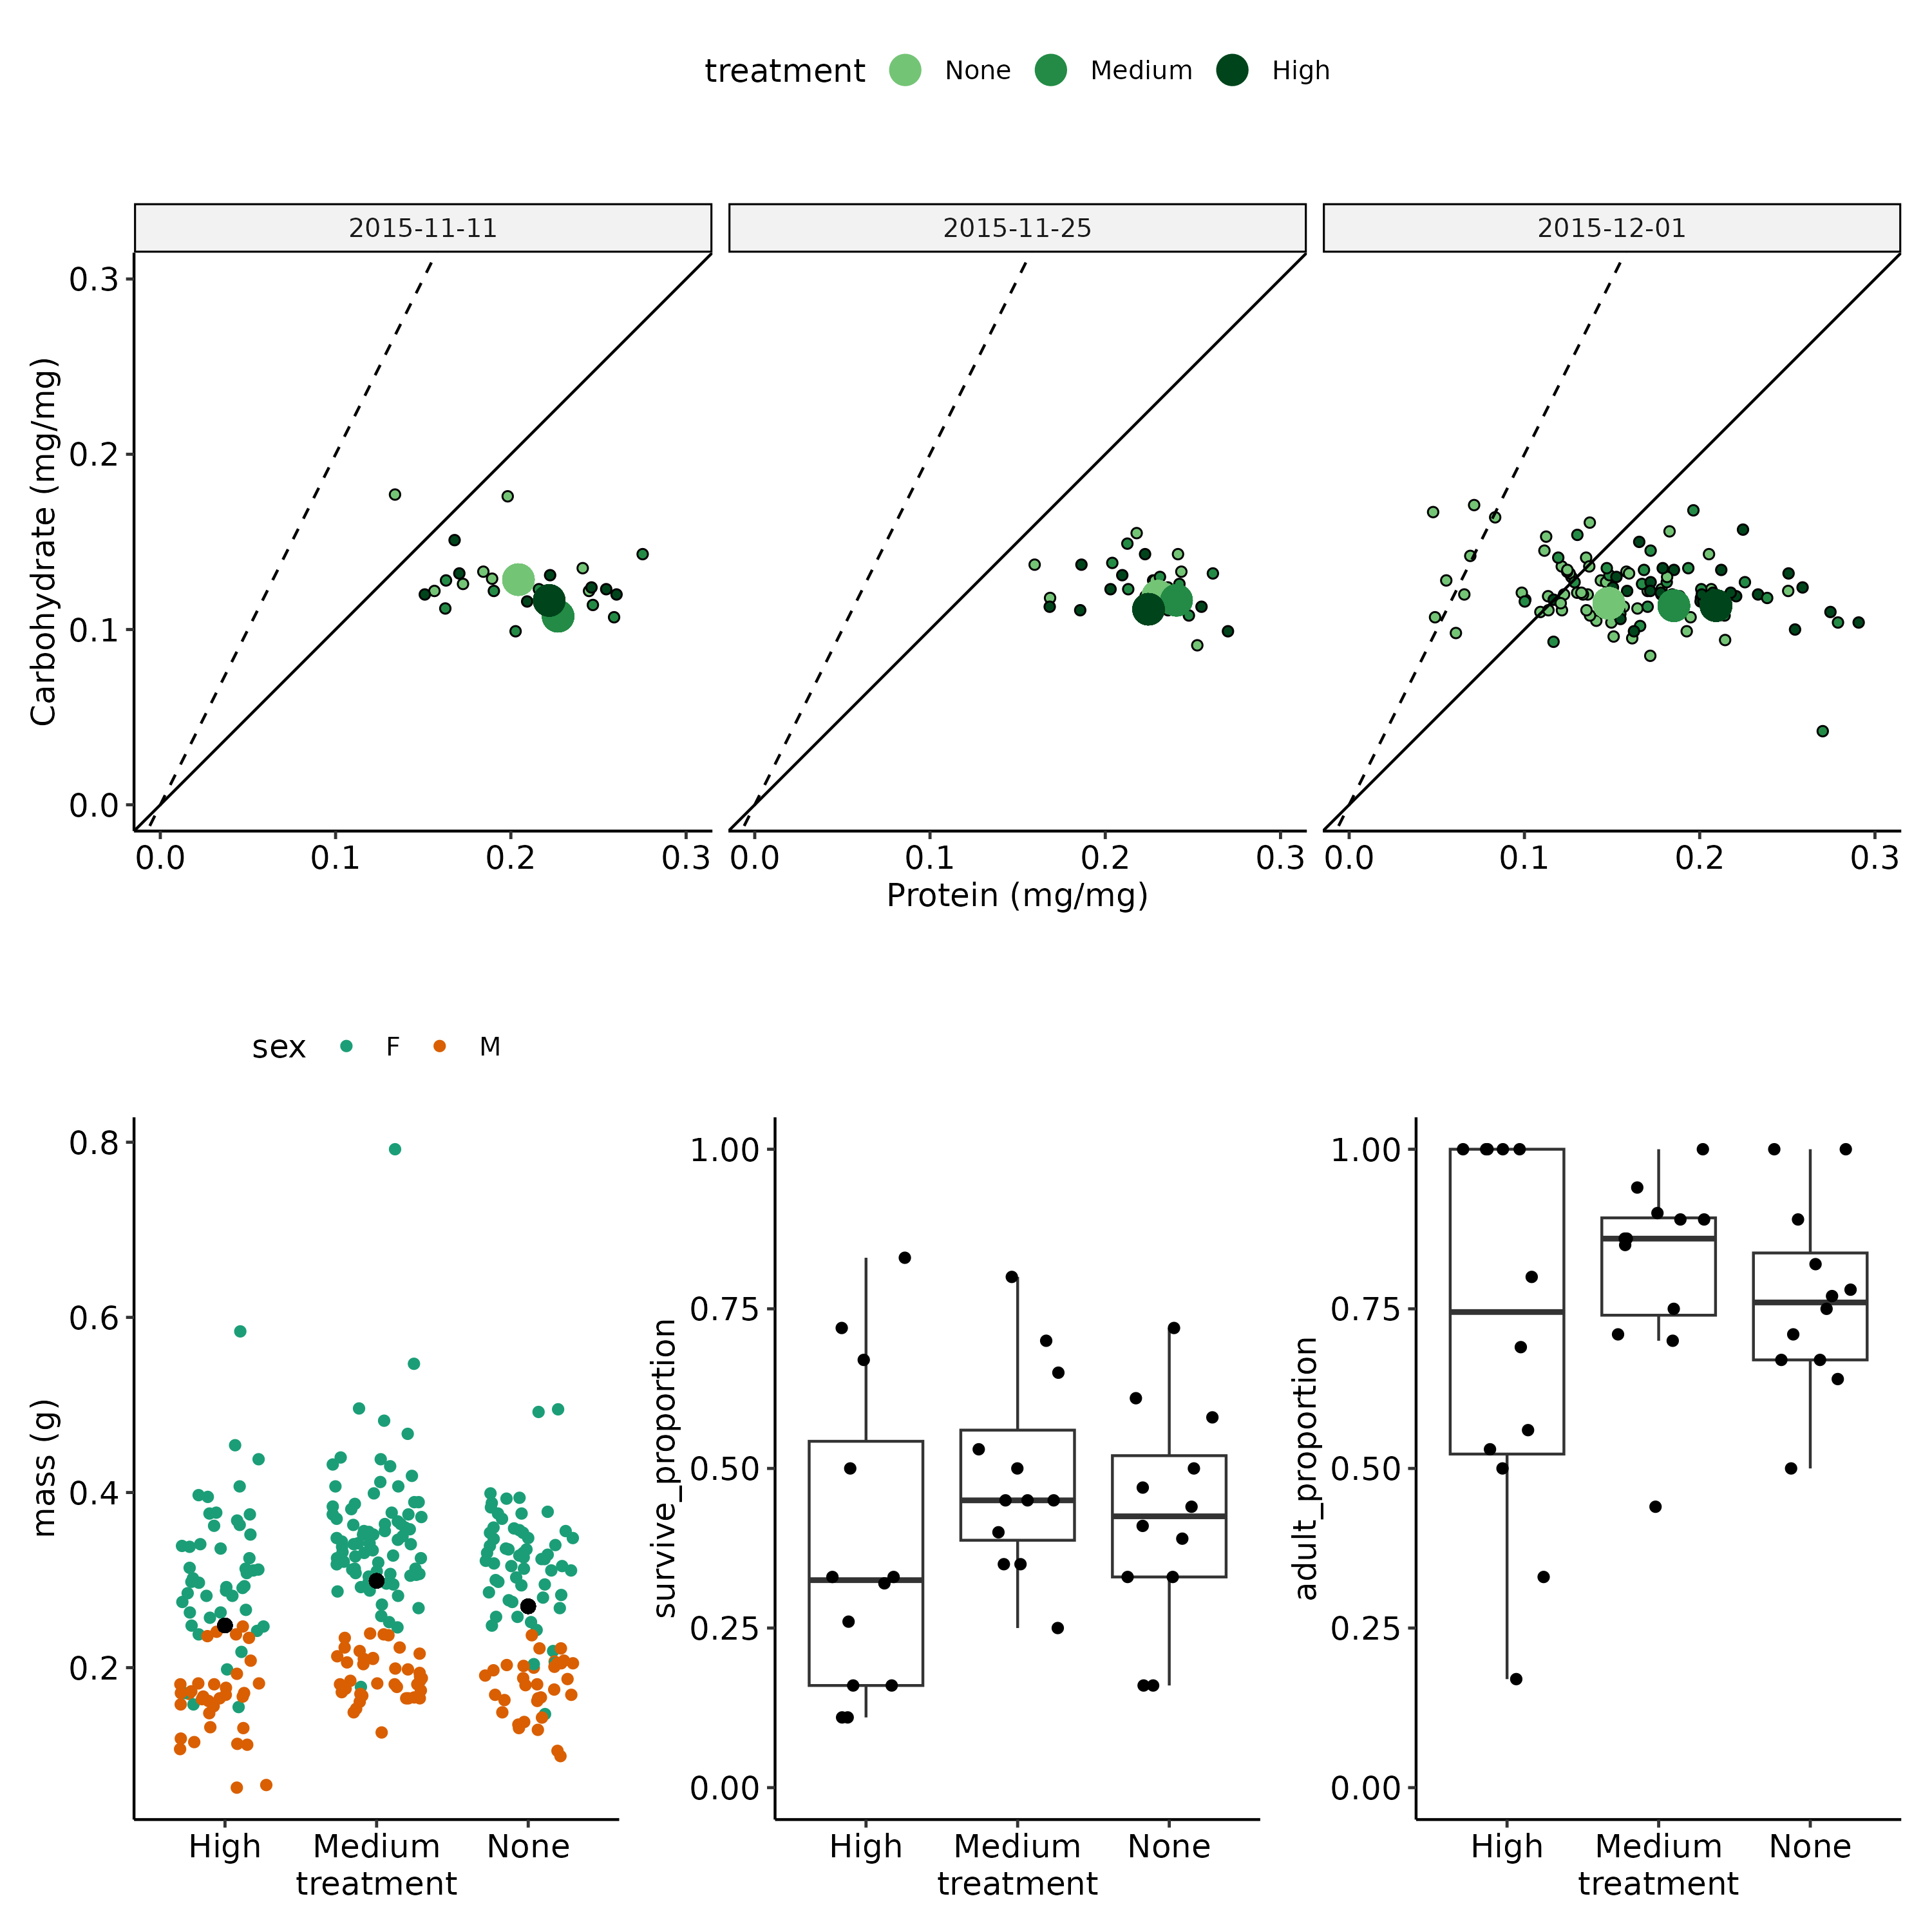 treatment None Medium High
2015-11-11 2015-11-25 2015-12-01
Carbohydrate (mg/mg)
0.3
0.2
0.1
0.0
0.0 0.1 0.2 0.3 0.0 0.1 0.2 0.3 0.0 0.1 0.2 0.3
Protein (mg/mg)
sex F M
mass (g)
0.8
0.6
0.4
0.2
High Medium None
treatment
survive_proportion
1.00
0.75
0.50
0.25
0.00
High Medium None
treatment
adult_proportion
1.00
0.75
0.50
0.25
0.00
High Medium None
treatment